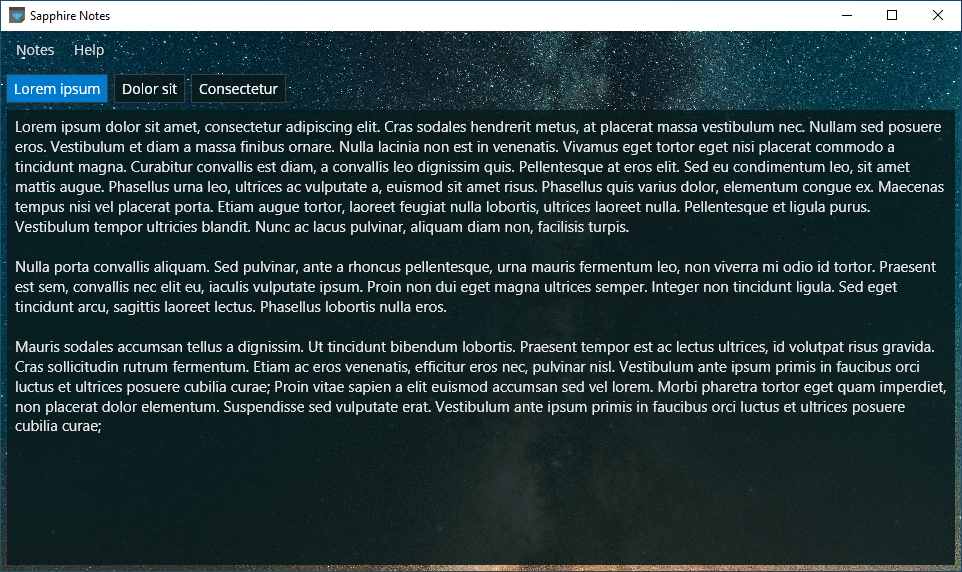 Sapphire Notes
Notes Help
Lorem ipsum Dolor sit Consectetur
Lorem ipsum dolor sit amet, consectetur adipiscing elit. Cras sodales hendrerit metus, at placerat massa vestibulum nec. Nullam sed posuere
eros. Vestibulum et diam a massa finibus ornare. Nulla lacinia non est in venenatis. Vivamus eget tortor eget nisi placerat commodo a
tincidunt magna. Curabitur convallis est diam, a convallis leo dignissim quis. Pellentesque at eros elit. Sed eu condimentum leo, sit amet
mattis augue. Phasellus urna leo, ultrices ac vulputate a, euismod sit amet risus. Phasellus quis varius dolor, elementum congue ex. Maecenas
tempus nisi vel placerat porta. Etiam augue tortor, laoreet feugiat nulla lobortis, ultrices laoreet nulla. Pellentesque et ligula purus.
Vestibulum tempor ultricies blandit. Nunc ac lacus pulvinar, aliquam diam non, facilisis turpis.
Nulla porta convallis aliquam. Sed pulvinar, ante a rhoncus pellentesque, urna mauris fermentum leo, non viverra mi odio id tortor. Praesent
est sem, convallis nec elit eu, iaculis vulputate ipsum. Proin non dui eget magna ultrices semper. Integer non tincidunt ligula. Sed eget
tincidunt arcu, sagittis laoreet lectus. Phasellus lobortis nulla eros.
Mauris sodales accumsan tellus a dignissim. Ut tincidunt bibendum lobortis. Praesent tempor est ac lectus ultrices, id volutpat risus gravida.
Cras sollicitudin rutrum fermentum. Etiam ac eros venenatis, efficitur eros nec, pulvinar nisl. Vestibulum ante ipsum primis in faucibus orci
luctus et ultrices posuere cubilia curae; Proin vitae sapien a elit euismod accumsan sed vel lorem. Morbi pharetra tortor eget quam imperdiet,
non placerat dolor elementum. Suspendisse sed vulputate erat. Vestibulum ante ipsum primis in faucibus orci luctus et ultrices posuere
cubilia curae;